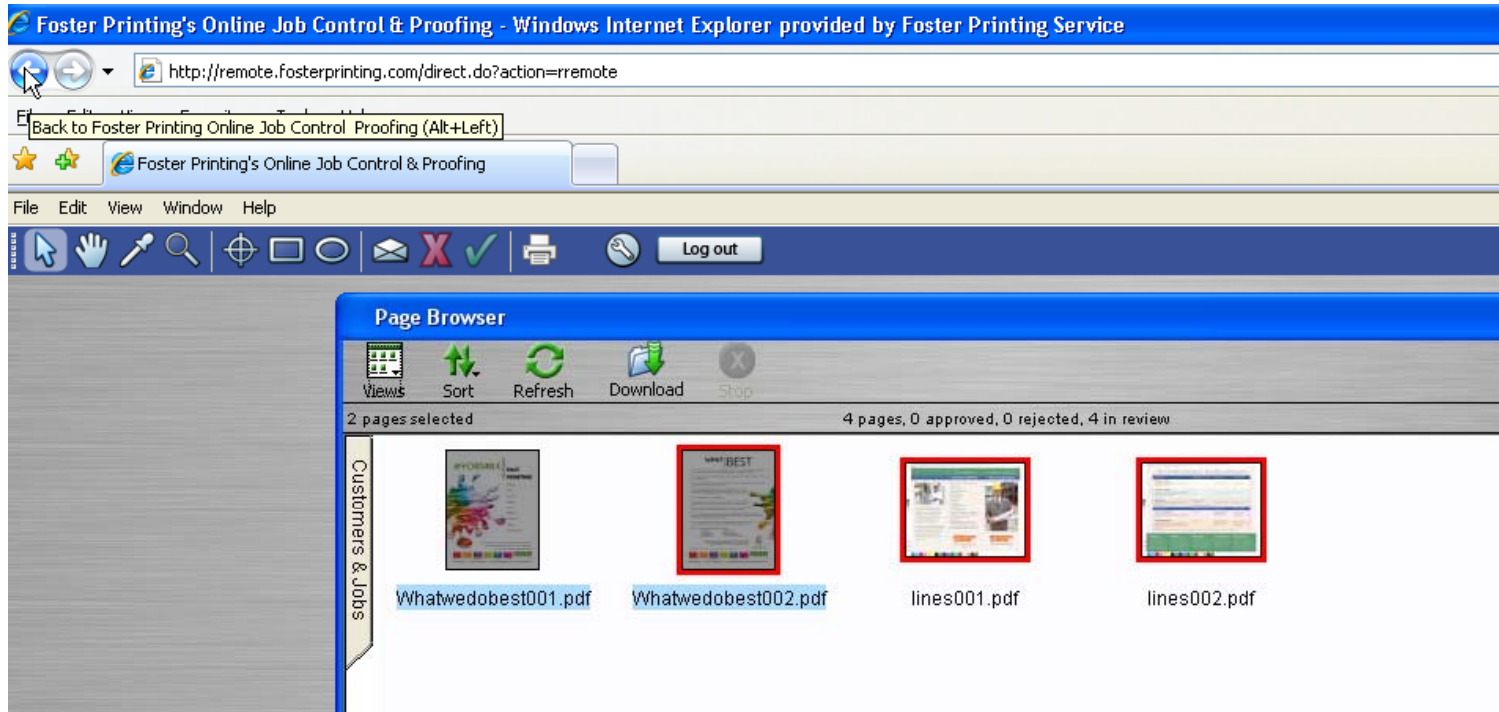 Foster Printing's Online Job Control & Proofing - Windows Internet Explorer provided by Foster Printing Service
http://remote.fosterprinting.com/direct.do?action=rremote
Back to Foster Printing Online Job Control  Proofing (Alt+Left)
Foster Printing's Online Job Control & Proofing
File Edit View Window Help
Log out
Page Browser
Views Sort Refresh Download Stop
2 pages selected 4 pages, 0 approved, 0 rejected, 4 in review
Customers & Jobs
WHAT BEST
Whatwedobest001.pdf Whatwedobest002.pdf lines001.pdf lines002.pdf